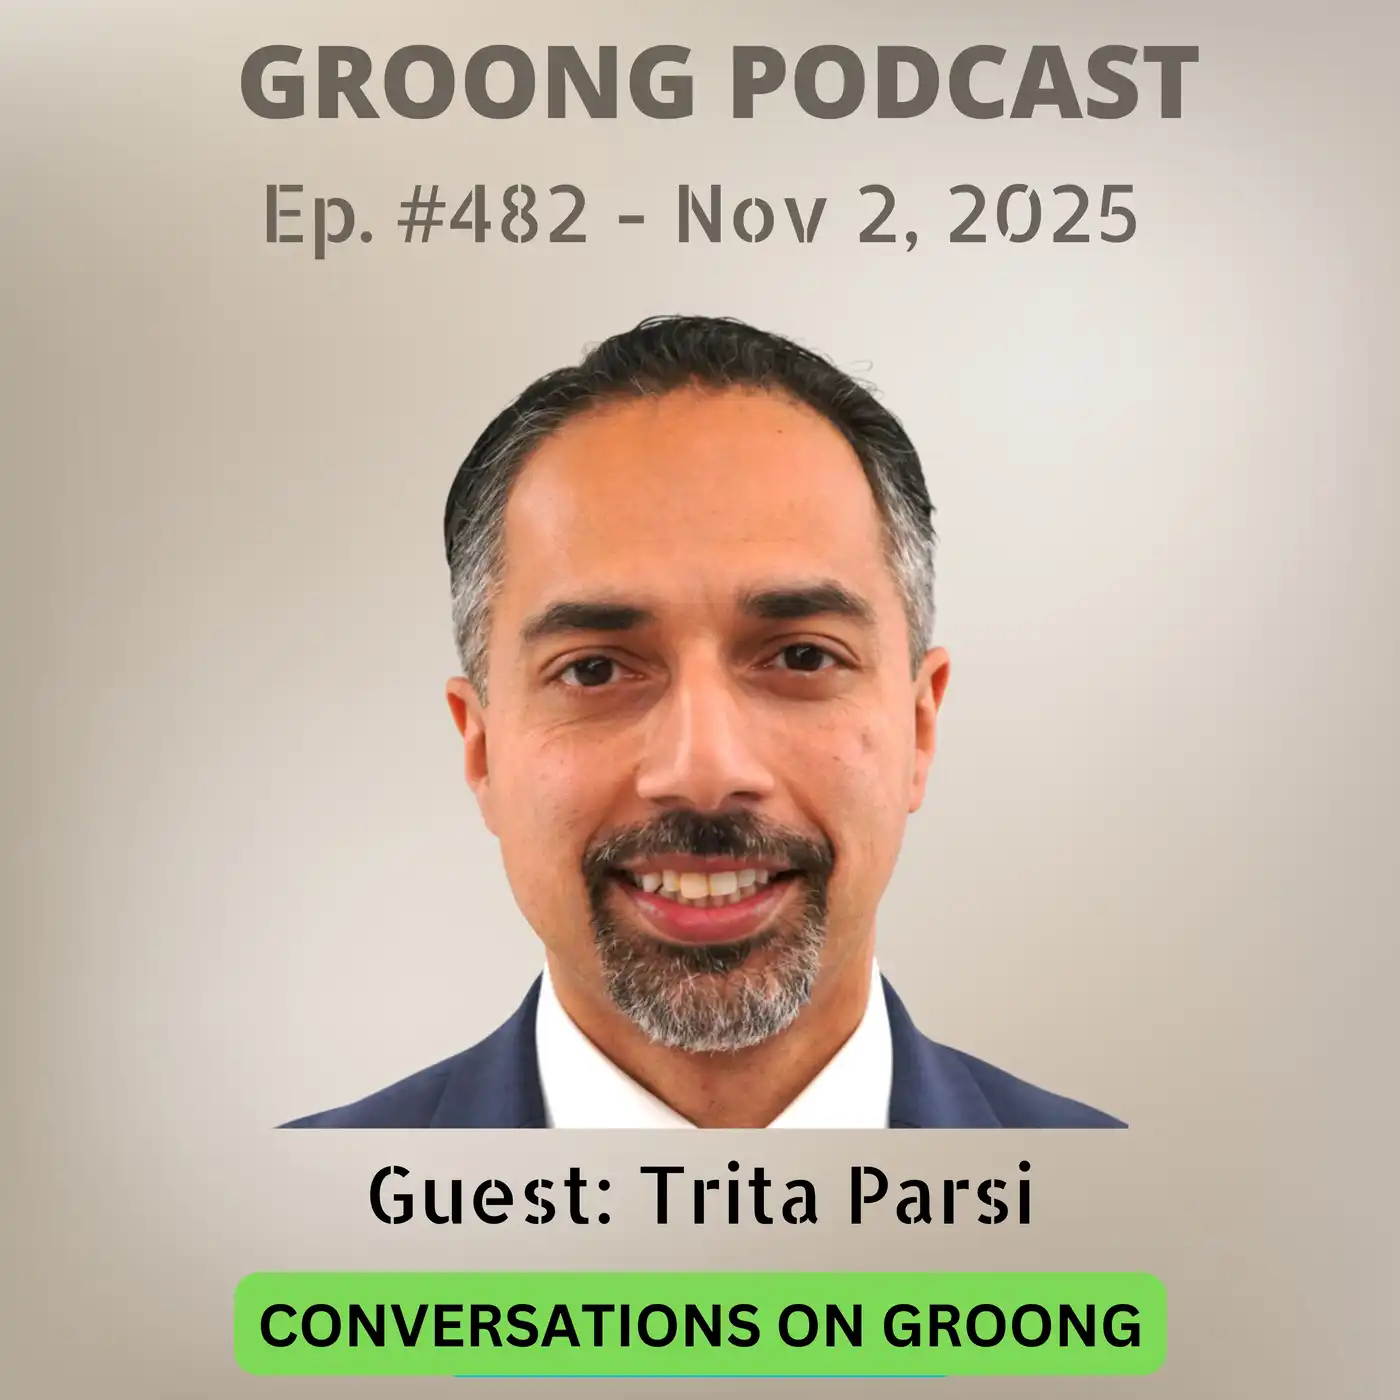 GROONG PODCAST
Ep. #482 - Nov 2, 2025
Guest: Trita Parsi
CONVERSATIONS ON GROONG